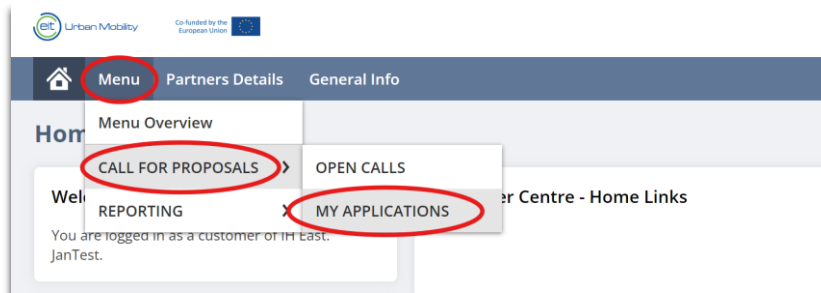 eit Urban Mobility
Co-funded by the
European Union
Menu Partners Details General Info
Menu Overview
Hom
CALL FOR PROPOSALS > OPEN CALLS
Wel
er Centre - Home Links
REPORTING MY APPLICATIONS
You are logged in as a customer of IH East.
JanTest.